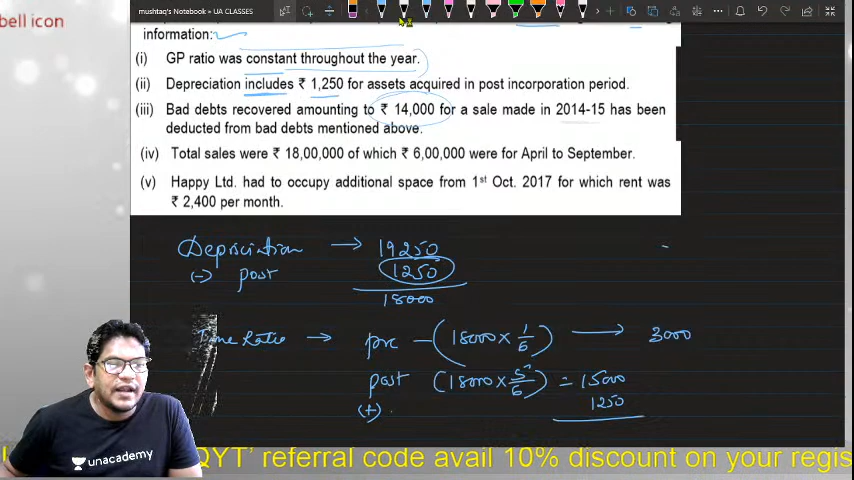 bell icon
mushtaq's Notebook » UA CLASSES
information:
(i) GP ratio was constant throughout the year.
(ii) Depreciation includes ₹ 1,250 for assets acquired in post incorporation period.
(iii) Bad debts recovered amounting to ₹ 14,000 for a sale made in 2014-15 has been
deducted from bad debts mentioned above.
(iv) Total sales were ₹ 18,00,000 of which ₹ 6,00,000 were for April to September.
(v) Happy Ltd. had to occupy additional space from 1st Oct. 2017 for which rent was
₹ 2,400 per month.
Depriciation → 19250
(-) post 1250
18000
Time Ratio → pre – (18000 × 1/6) → 3000
post (18000 × 5/6) = 15000
(+) 1250
unacademy
QYT' referral code avail 10% discount on your regis